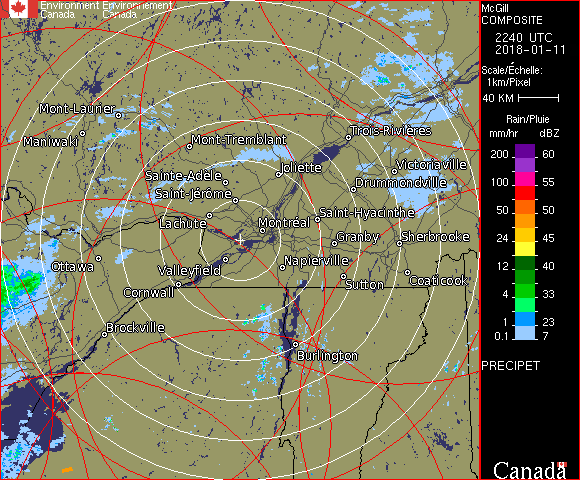 Environment Environnement
Canada Canada
Mont-Laurier
Maniwaki
Mont-Tremblant
Trois-Rivières
Joliette
Victoriaville
Sainte-Adèle
Drummondville
Saint-Jérôme
Lachute
Montréal
Saint-Hyacinthe
Granby
Sherbrooke
Ottawa
Valleyfield
Napierville
Cornwall
Sutton
Coaticook
Brockville
Burlington
McGill
COMPOSITE
2240 UTC
2018-01-11
Scale/Échelle:
1km/Pixel
40 KM
Rain/Pluie
mm/hr dBZ
200 60
150 57
100 55
50 50
24 45
12 40
4 33
1 23
0.1 7
PRECIPET
Canada